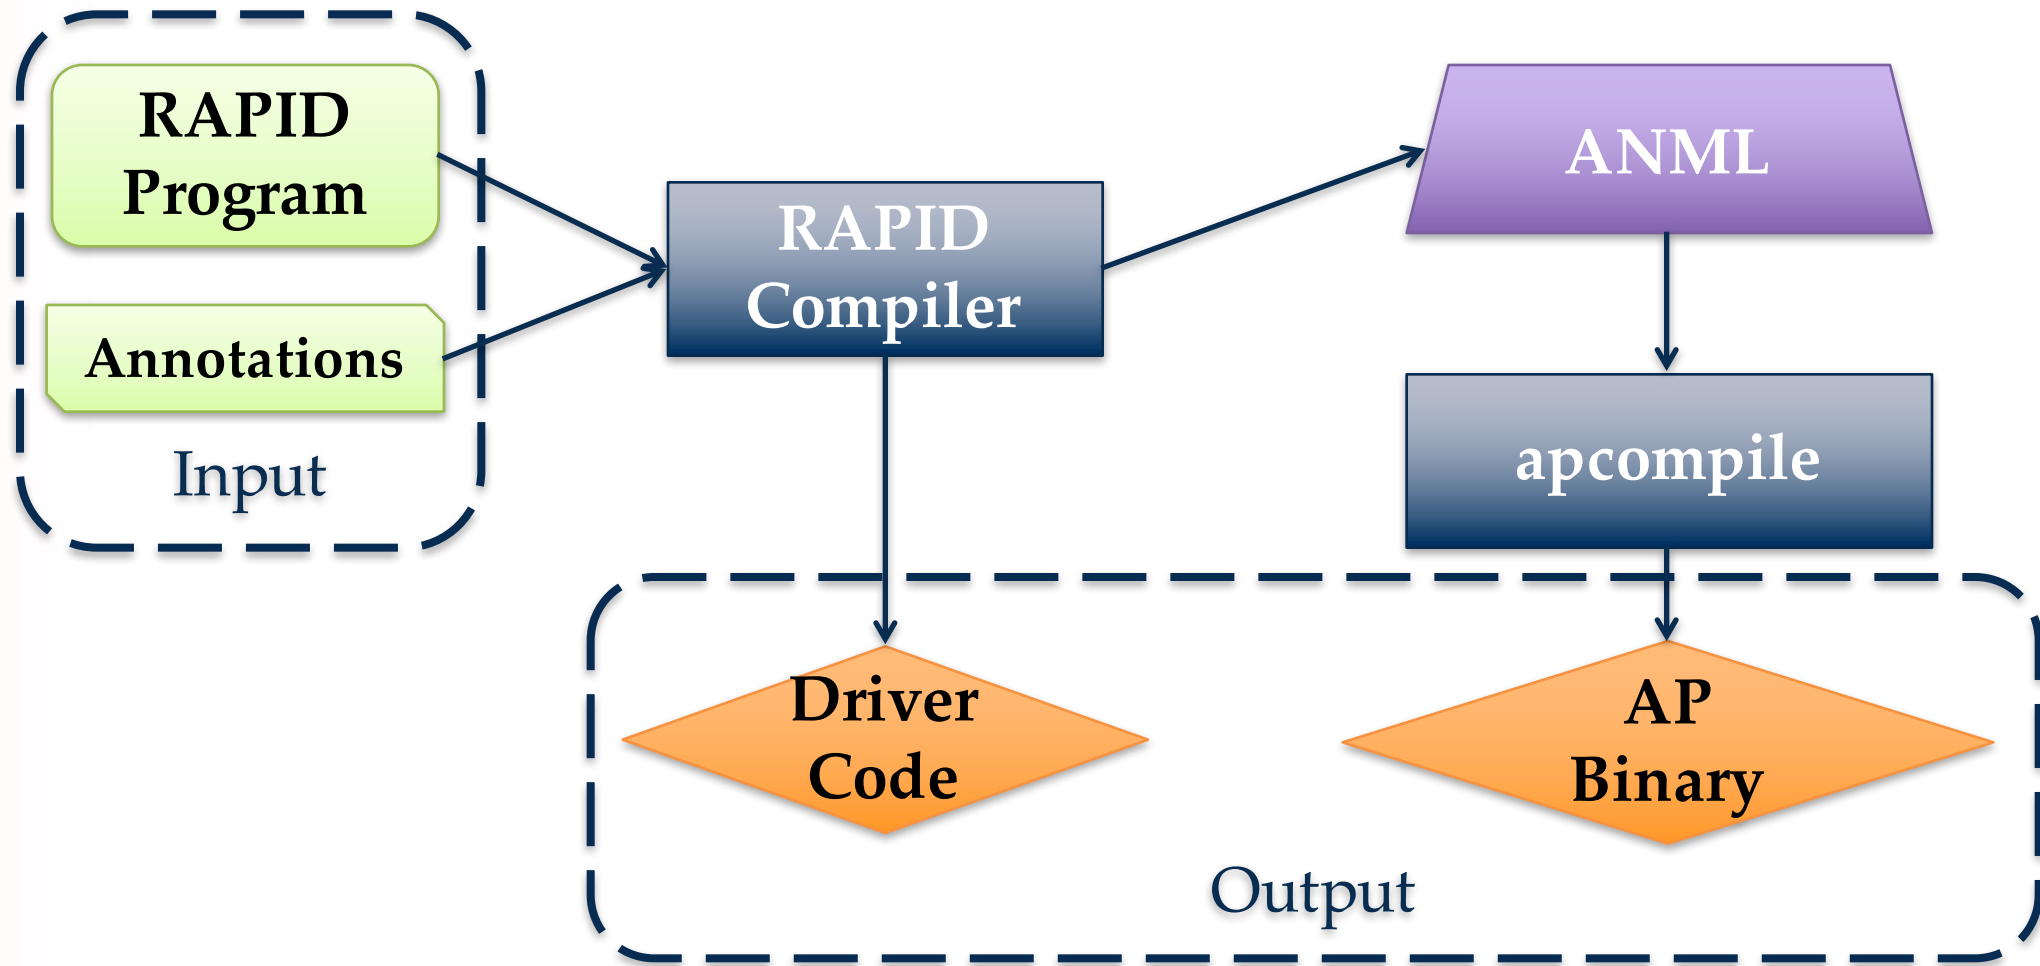 RAPID
Program
Annotations
Input
RAPID
Compiler
ANML
apcompile
Driver
Code
AP
Binary
Output